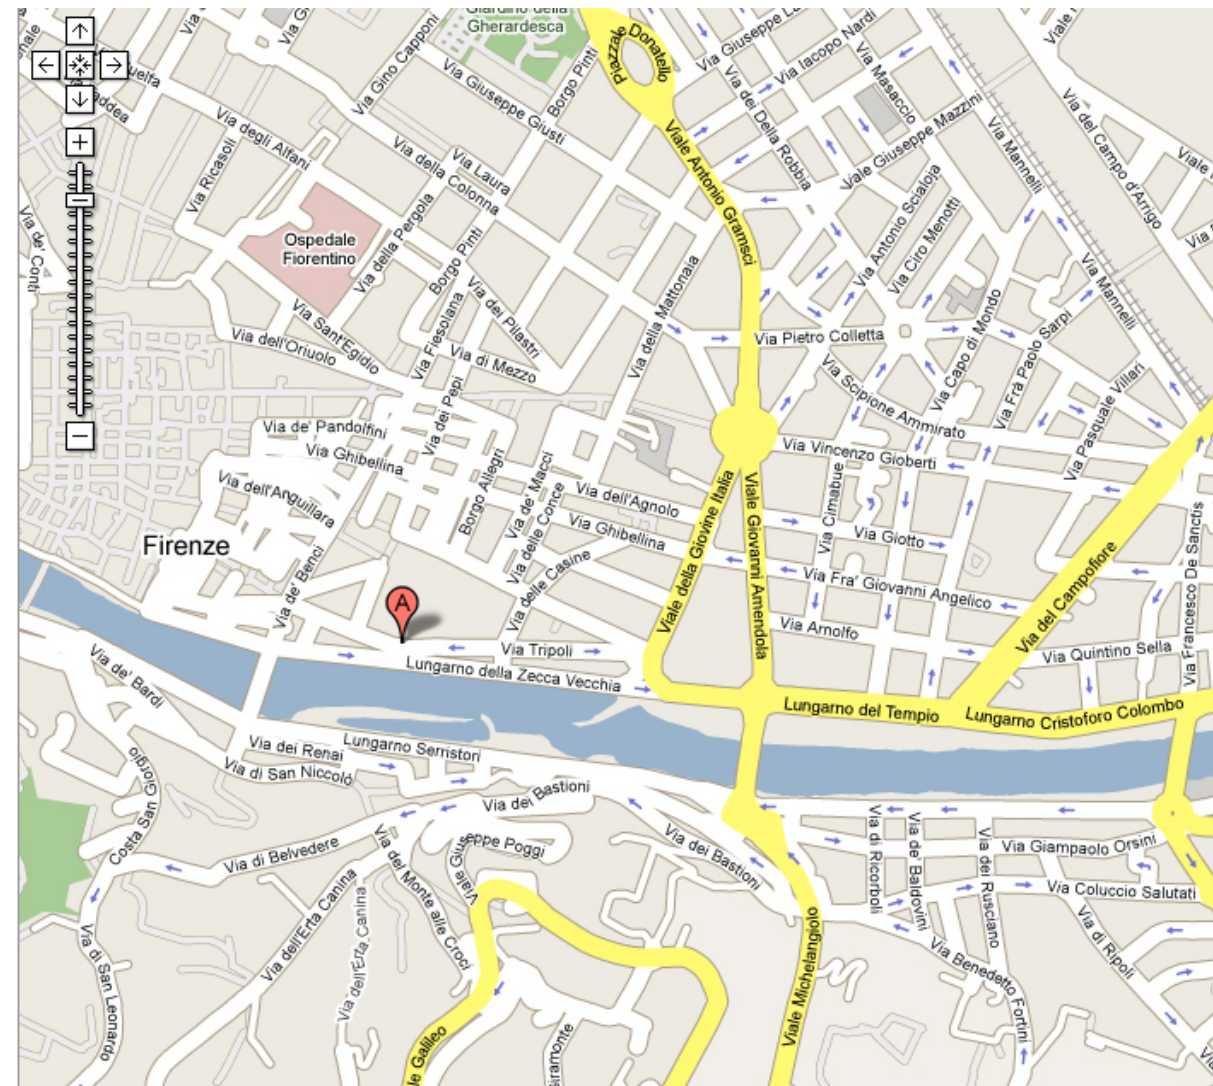 Giardino della
Gherardesca
Via Gino Capponi
Via Giuseppe Giusti
Borgo Pinti
Piazzale Donatello
Via Iacopo Nardi
Via Masaccio
Via dei Della Robbia
Viale Giuseppe Mazzini
Via Mannelli
Via del Campo d'Arrigo
Via degli Alfani
Via Ricasoli
Via della Colonna
Via Laura
Viale Antonio Gramsci
Via Antonio Scialoja
Via Ciro Menotti
Via de' Conti
Ospedale
Fiorentino
Via della Pergola
Borgo Pinti
Via della Mattonaia
Via Mannelli
Via Sant'Egidio
Via dell'Oriuolo
Via Fiesolana
Via dei Pilastri
Via di Mezzo
Via Pietro Colletta
Via Capo di Mondo
Via Frà Paolo Sarpi
Via Scipione Ammirato
Via Pasquale Villari
Via de' Pandolfini
Via dei Pepi
Via Ghibellina
Via dell'Anguillara
Borgo Allegri
Via de' Macci
Via delle Conce
Via Vincenzo Gioberti
Via dell'Agnolo
Via Ghibellina
Viale della Giovine Italia
Viale Giovanni Amendola
Via Cimabue
Via Giotto
Via Francesco De Sanctis
Firenze
Via de' Benci
Via delle Casine
Via Fra' Giovanni Angelico
Via del Campofiore
A
Via Tripoli
Via Arnolfo
Via Quintino Sella
Lungarno della Zecca Vecchia
Via de' Bardi
Lungarno del Tempio
Lungarno Cristoforo Colombo
Via dei Renai
Lungarno Serristori
Via di San Niccoló
Costa San Giorgio
Via dei Bastioni
Viale Giuseppe Poggi
Via di Belvedere
Via del Monte alle Croci
Via dei Bastioni
Via di Ricorboli
Via de' Baldovini
Via dei Rusciano
Via Giampaolo Orsini
Via Coluccio Salutati
Via dell'Erta Canina
Via dell'Erta Canina
Via di San Leonardo
Viale Michelangiolo
Via Benedetto Fortini
Via di Ripoli
Galileo